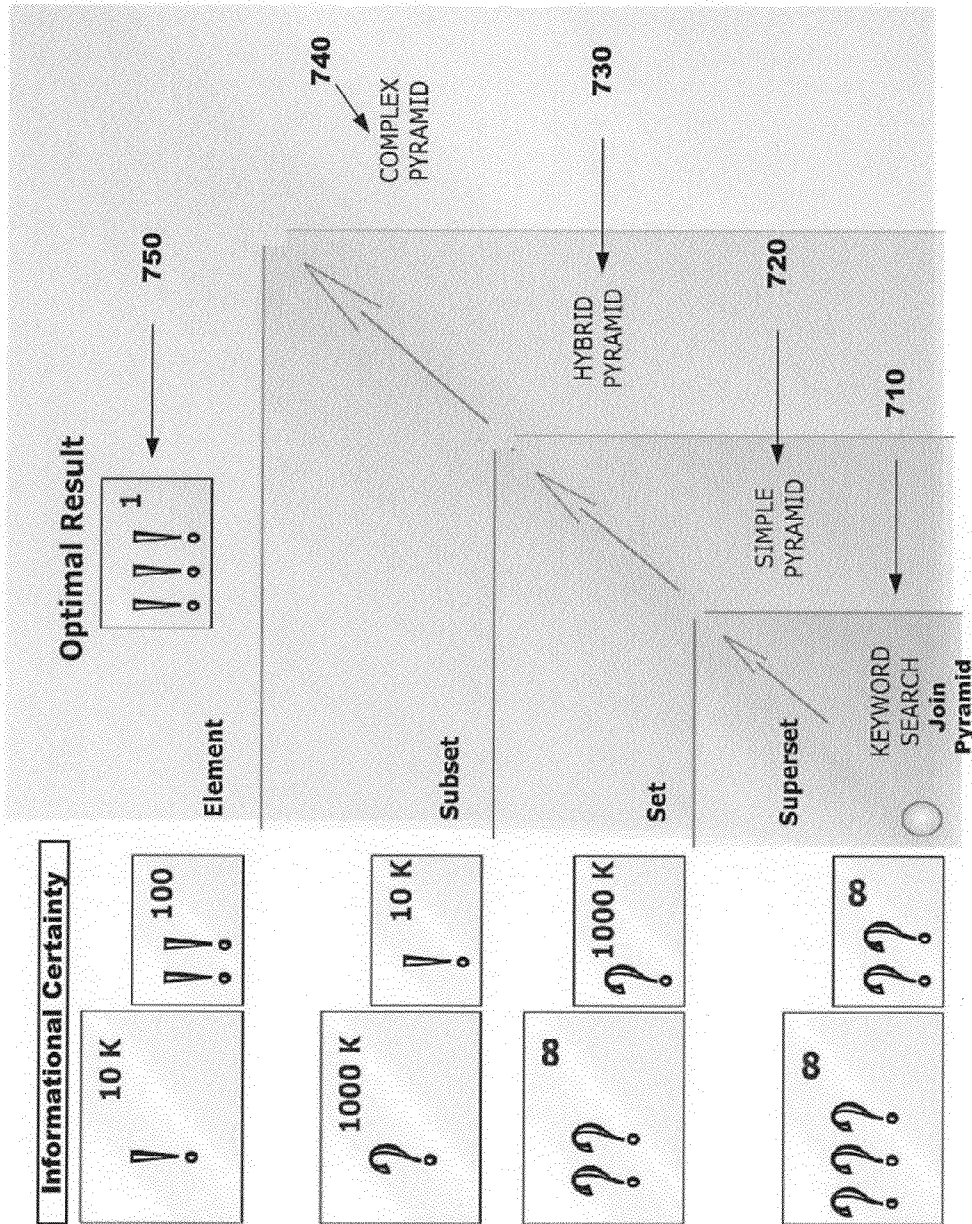 Informational Certainty
Optimal Result
! 10 K
!! 100
!!! 1
750
Element
740
? 1000 K
! 10 K
COMPLEX
PYRAMID
Subset
?? ∞
? 1000 K
HYBRID
PYRAMID
730
Set
SIMPLE
PYRAMID
720
Superset
??? ∞
?? ∞
KEYWORD
SEARCH
Join
Pyramid
710